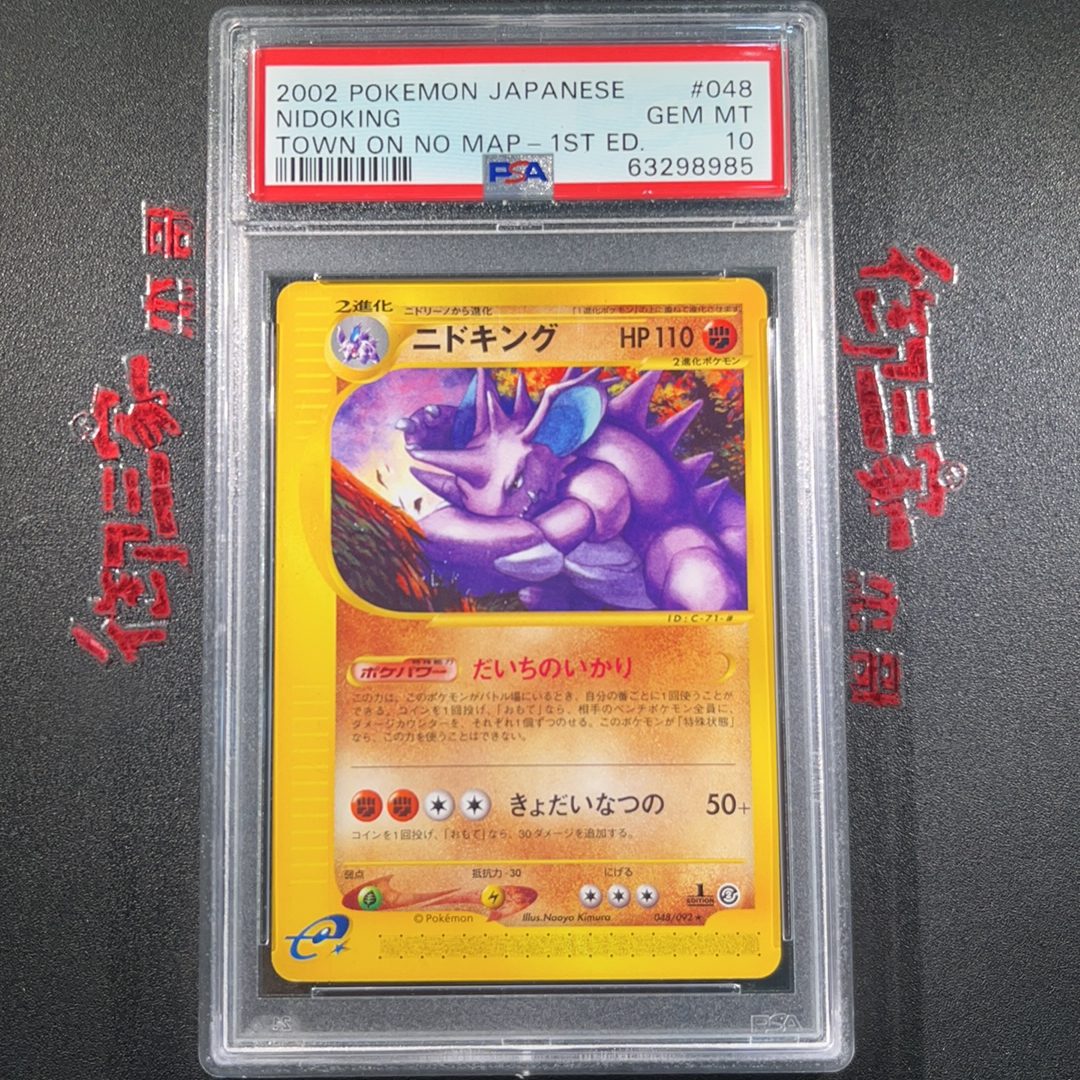 2002 POKEMON JAPANESE #048
NIDOKING GEM MT
TOWN ON NO MAP - 1ST ED. 10
PSA 63298985
2進化 ニドリーノから進化
ニドキング HP110
2進化ポケモン
ID:C-71-#
特殊能力
ポケパワー だいちのいかり
この力は、このポケモンがバトル場にいるとき、自分の番ごとに1回使うことが
できる。コインを1回投げ、「おもて」なら、相手のベンチポケモン全員に、
ダメージカウンターを、それぞれ1個ずつのせる。このポケモンが「特殊状態」
なら、この力を使うことはできない。
きょだいなつの 50+
コインを1回投げ、「おもて」なら、30ダメージを追加する。
弱点 抵抗力-30 にげる
1 EDITION
© Pokémon Illus.Naoyo Kimura 048/092★
e
PSA